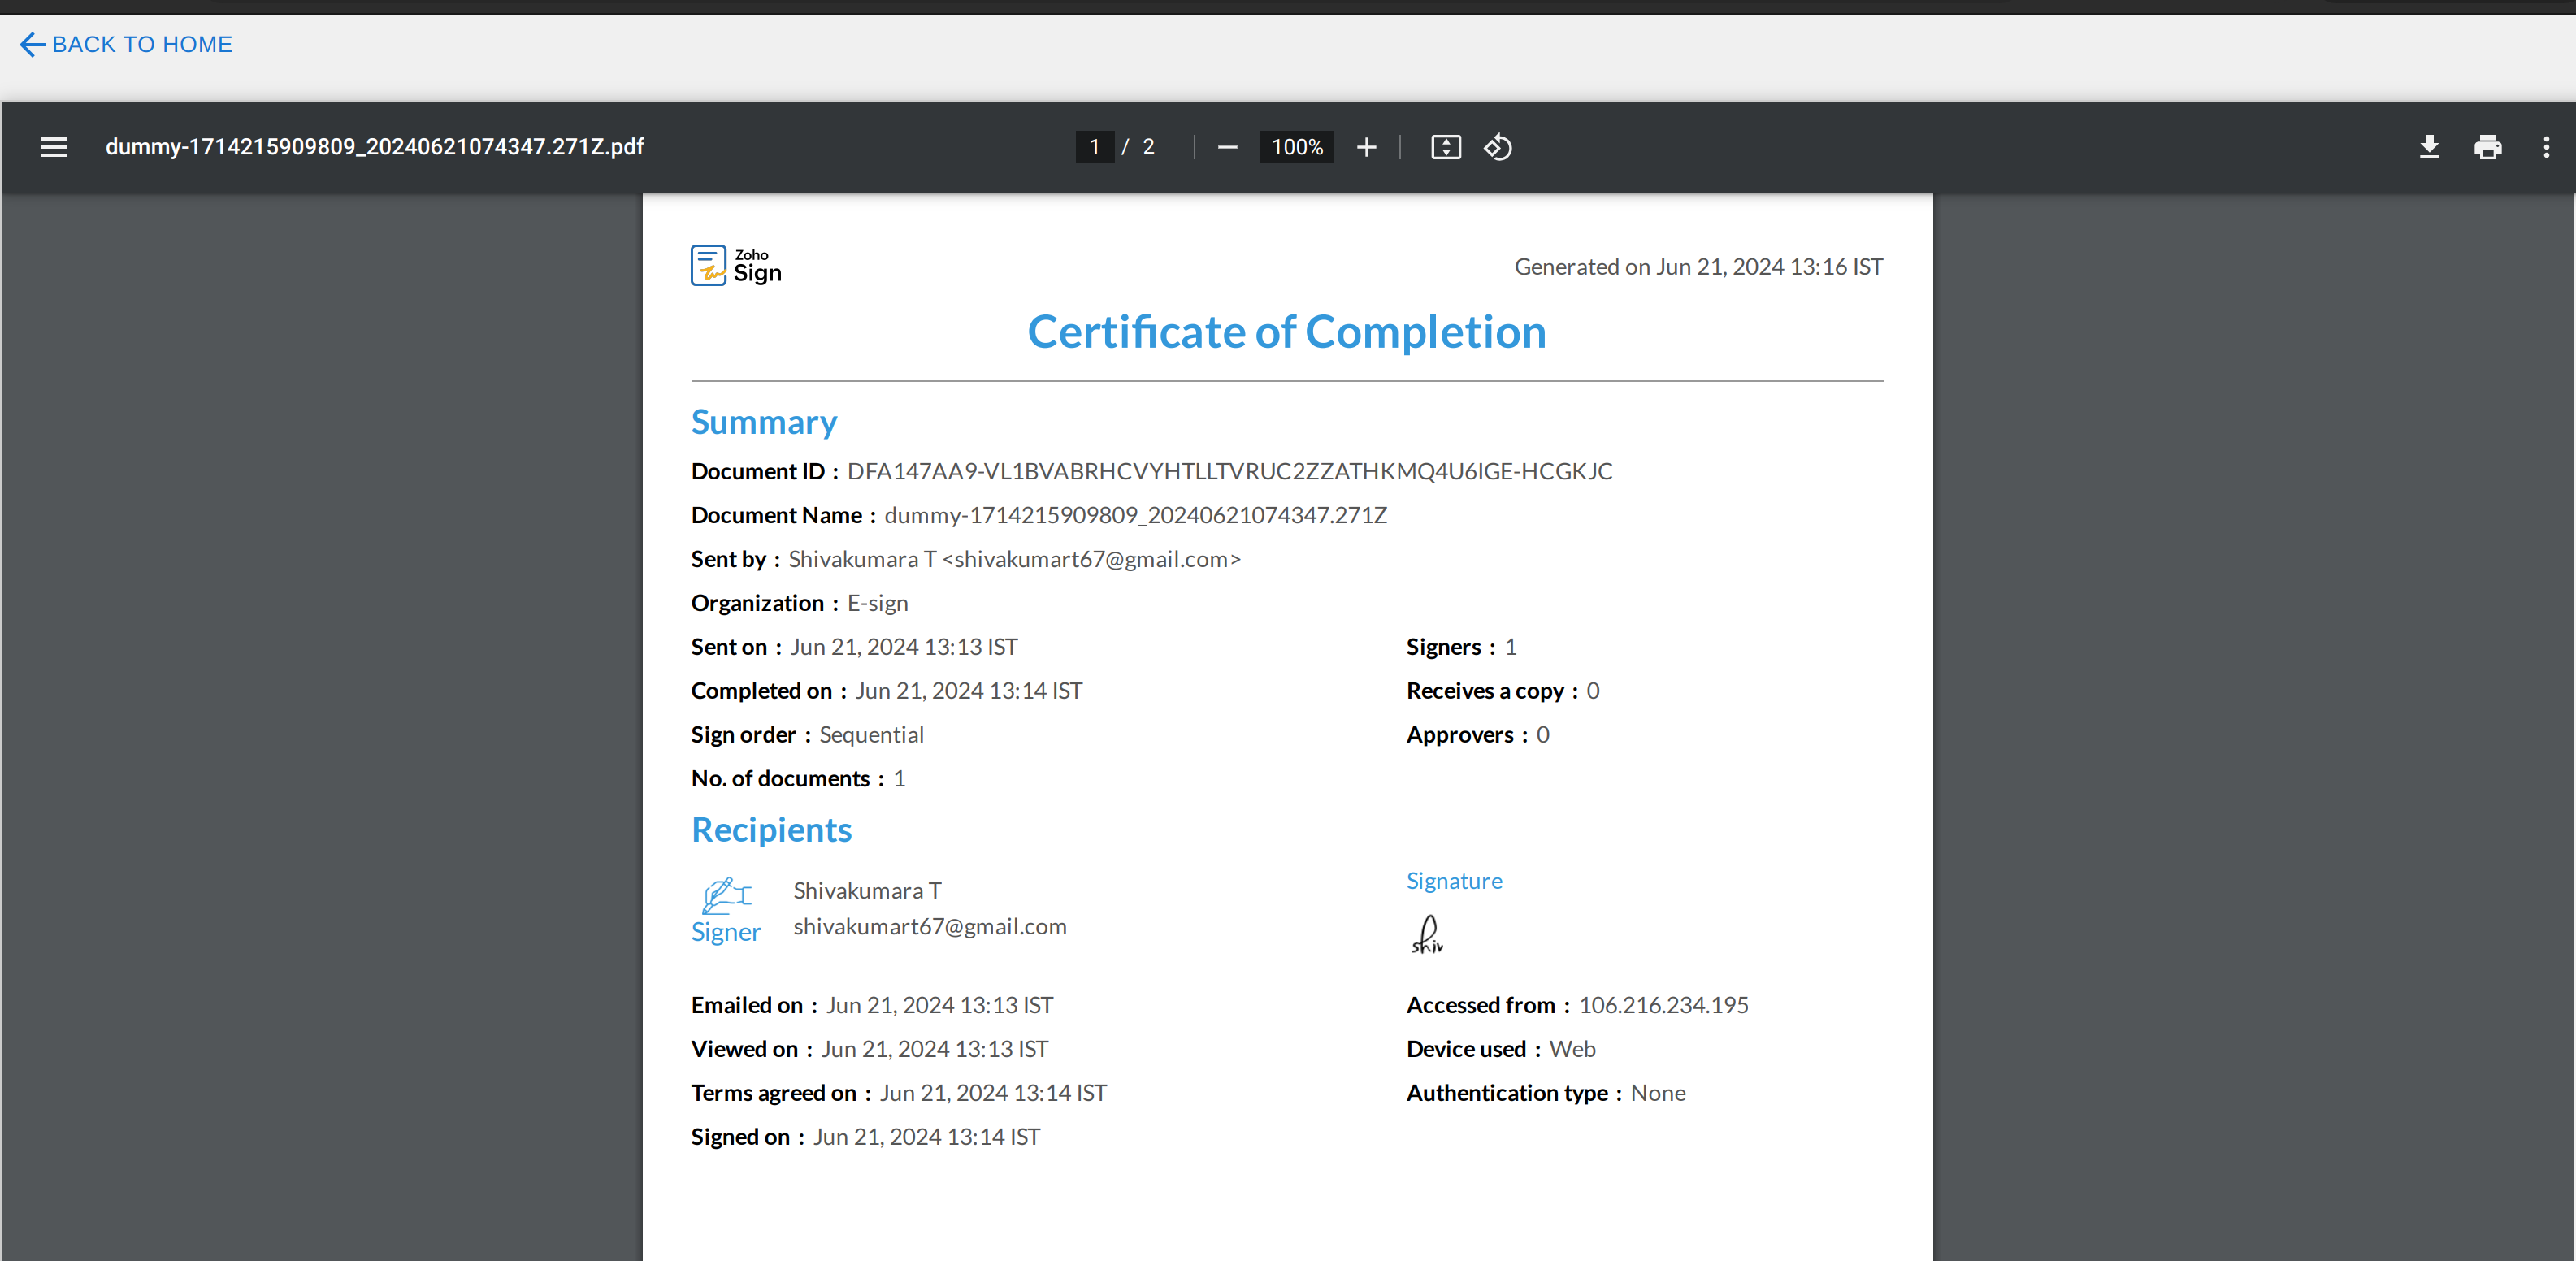 BACK TO HOME
dummy-1714215909809_20240621074347.271Z.pdf
1 / 2
100%
Zoho
Sign
Generated on Jun 21, 2024 13:16 IST
Certificate of Completion
Summary
Document ID : DFA147AA9-VL1BVABRHCVYHTLLTVRUC2ZZATHKMQ4U6IGE-HCGKJC
Document Name : dummy-1714215909809_20240621074347.271Z
Sent by : Shivakumara T <shivakumart67@gmail.com>
Organization : E-sign
Sent on : Jun 21, 2024 13:13 IST
Signers : 1
Completed on : Jun 21, 2024 13:14 IST
Receives a copy : 0
Sign order : Sequential
Approvers : 0
No. of documents : 1
Recipients
Signer
Shivakumara T
shivakumart67@gmail.com
Signature
shiv
Emailed on : Jun 21, 2024 13:13 IST
Accessed from : 106.216.234.195
Viewed on : Jun 21, 2024 13:13 IST
Device used : Web
Terms agreed on : Jun 21, 2024 13:14 IST
Authentication type : None
Signed on : Jun 21, 2024 13:14 IST